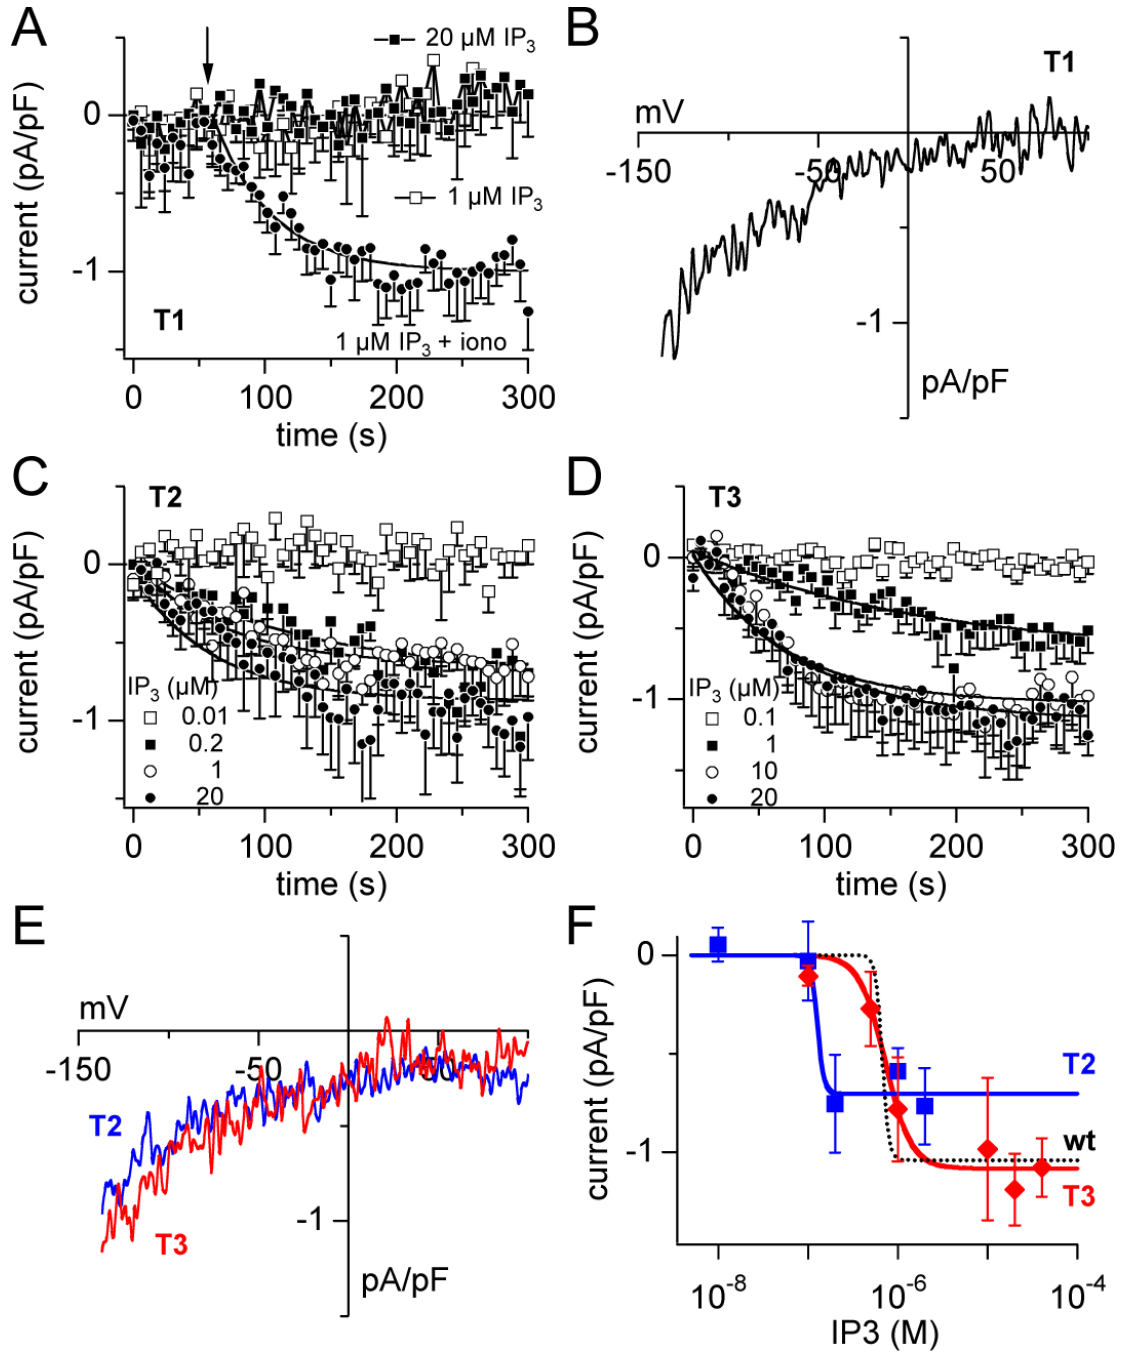 A
20 µM IP3
0
current (pA/pF)
1 µM IP3
-1
T1
1 µM IP3 + iono
0
100
200
300
time (s)
B
T1
mV
-150
-50
50
-1
pA/pF
C
T2
0
current (pA/pF)
IP3 (µM)
-1
0.01
0.2
1
20
0
100
200
300
time (s)
D
T3
0
current (pA/pF)
IP3 (µM)
-1
0.1
1
10
20
0
100
200
300
time (s)
E
mV
-150
-50
50
T2
T3
-1
pA/pF
F
0
current (pA/pF)
T2
wt
-1
T3
10-8
10-6
10-4
IP3 (M)